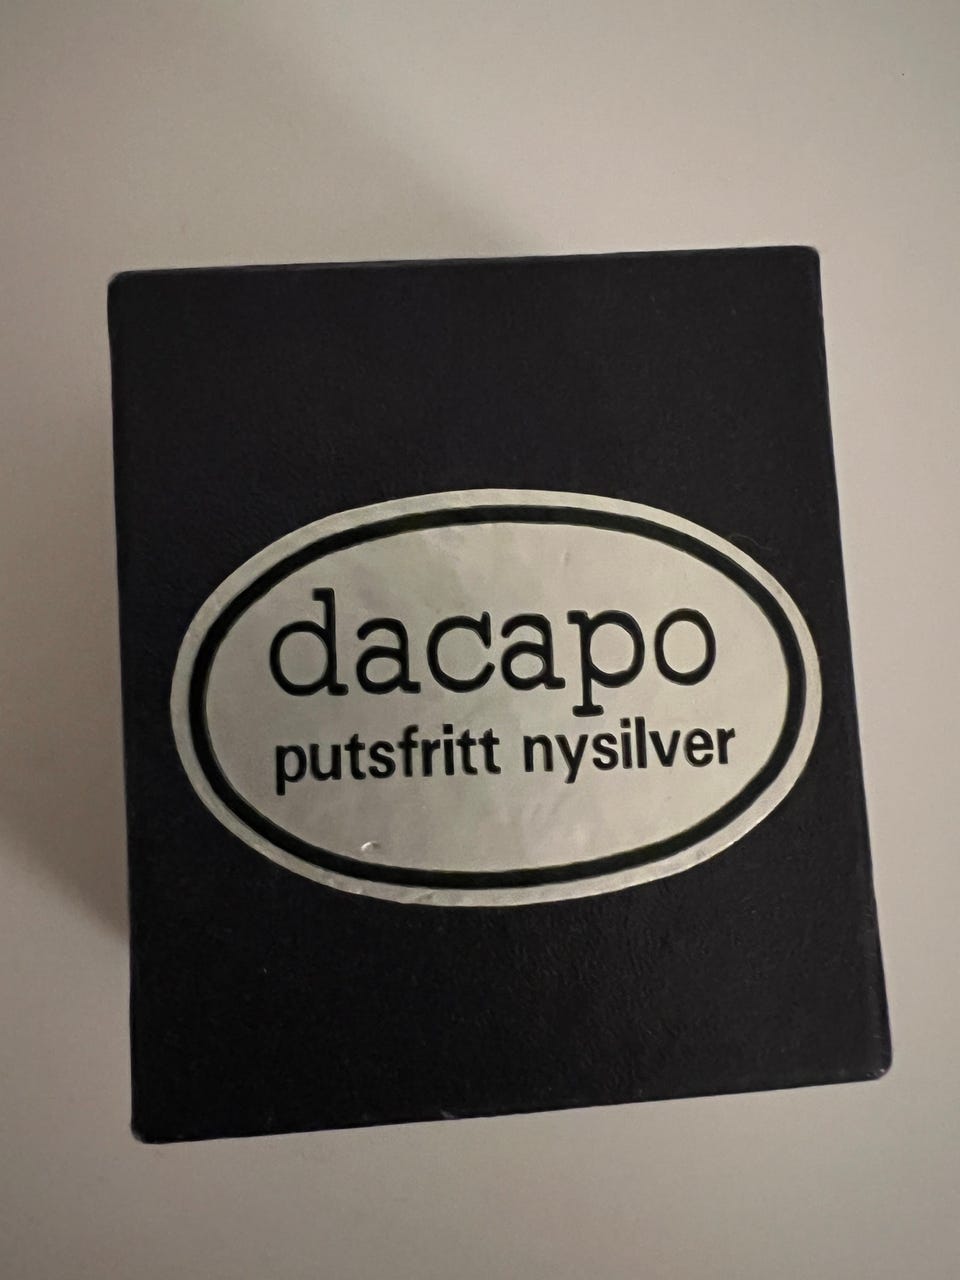 dacapo
putsfritt nysilver